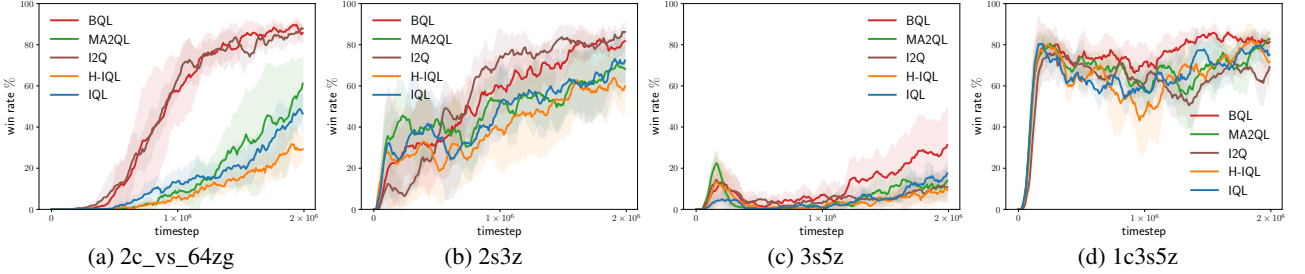 win rate %
100
80
60
40
20
0
BQL
MA2QL
I2Q
H-IQL
IQL
1 × 10⁶
2 × 10⁶
timestep
(a) 2c_vs_64zg
win rate %
100
80
60
40
20
0
BQL
MA2QL
I2Q
H-IQL
IQL
0
1 × 10⁶
2 × 10⁶
timestep
(b) 2s3z
win rate %
100
80
60
40
20
0
BQL
MA2QL
I2Q
H-IQL
IQL
0
1 × 10⁶
2 × 10⁶
timestep
(c) 3s5z
win rate %
100
80
60
40
20
0
BQL
MA2QL
I2Q
H-IQL
IQL
0
1 × 10⁶
2 × 10⁶
timestep
(d) 1c3s5z